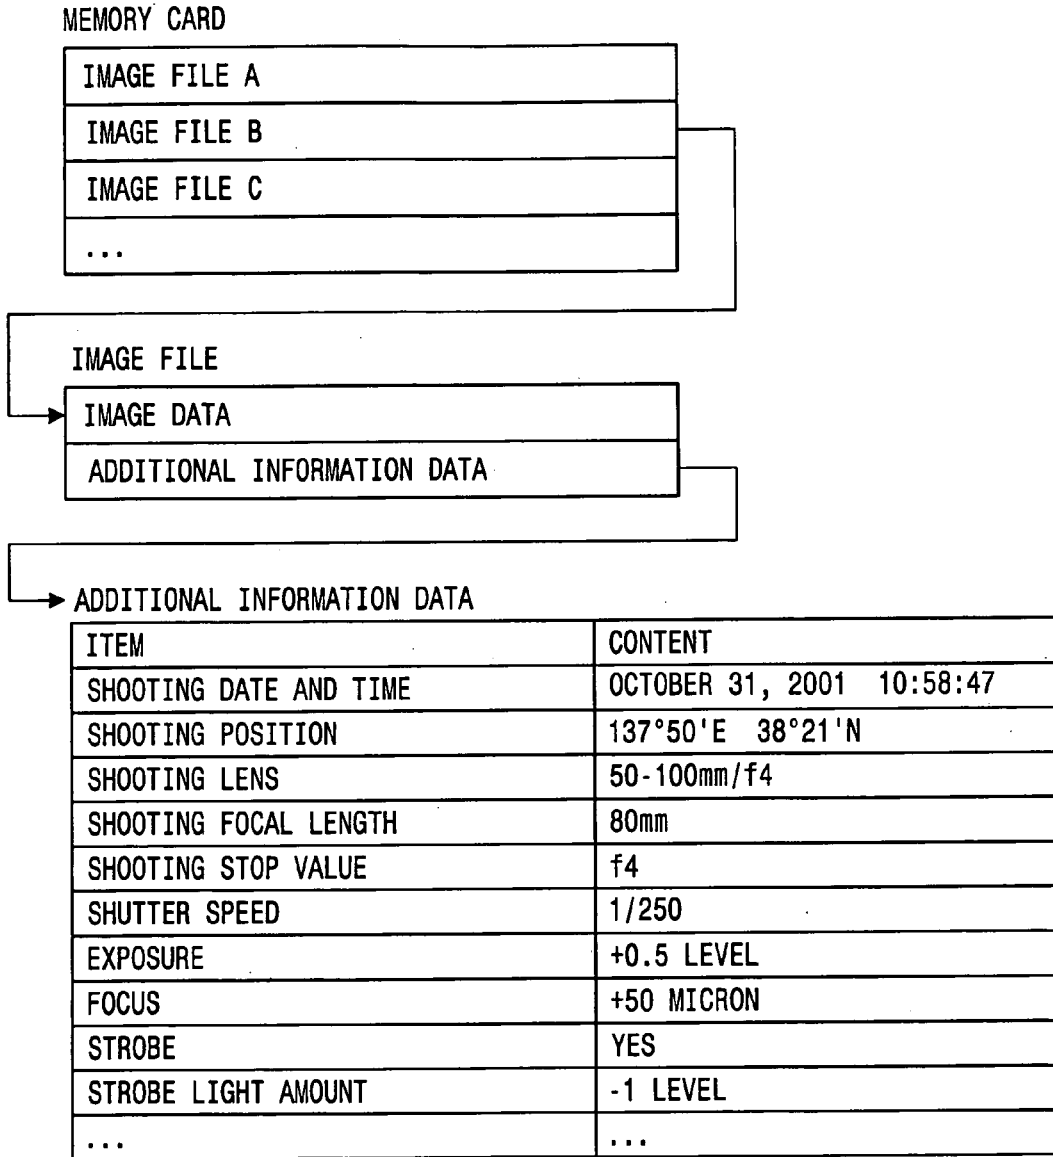 MEMORY CARD
IMAGE FILE A
IMAGE FILE B
IMAGE FILE C
...
IMAGE FILE
IMAGE DATA
ADDITIONAL INFORMATION DATA
ADDITIONAL INFORMATION DATA
ITEM CONTENT
SHOOTING DATE AND TIME OCTOBER 31, 2001 10:58:47
SHOOTING POSITION 137°50'E 38°21'N
SHOOTING LENS 50-100mm/f4
SHOOTING FOCAL LENGTH 80mm
SHOOTING STOP VALUE f4
SHUTTER SPEED 1/250
EXPOSURE +0.5 LEVEL
FOCUS +50 MICRON
STROBE YES
STROBE LIGHT AMOUNT -1 LEVEL
... ...